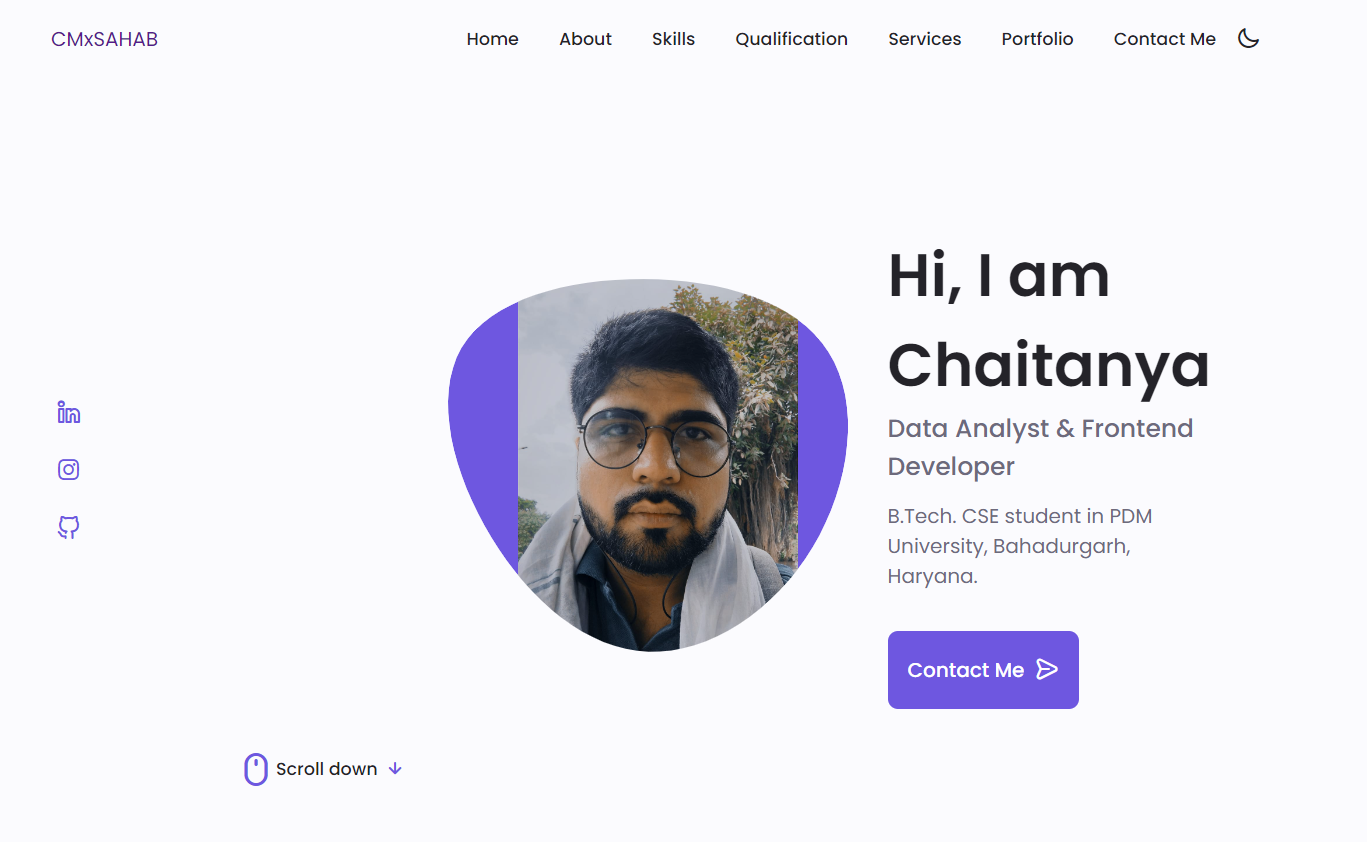 CMxSAHAB
Home About Skills Qualification Services Portfolio Contact Me
Hi, I am
Chaitanya
Data Analyst & Frontend
Developer
B.Tech. CSE student in PDM
University, Bahadurgarh,
Haryana.
Contact Me
Scroll down